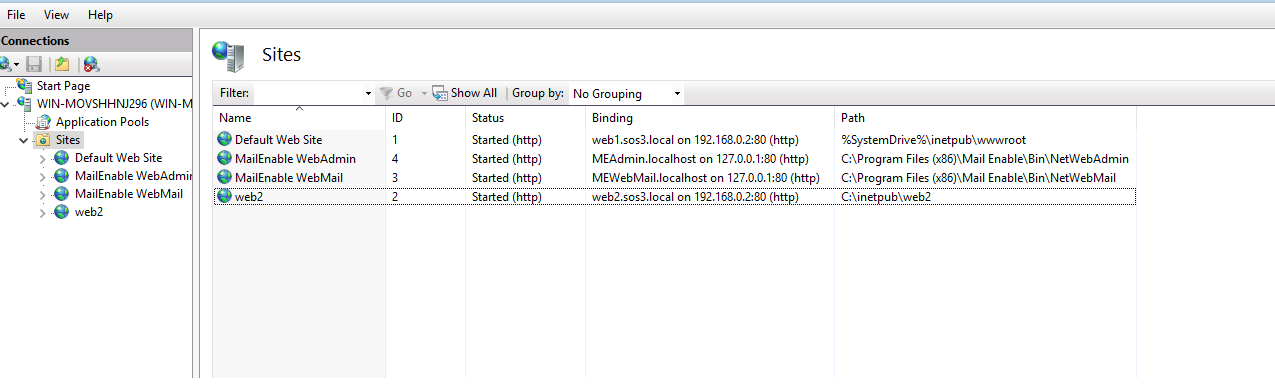 File View Help
Connections
Sites
Filter: Go Show All Group by: No Grouping
Start Page
WIN-MOVSHHNJ296 (WIN-M
Application Pools
Sites
Default Web Site
MailEnable WebAdmin
MailEnable WebMail
web2
Name ID Status Binding Path
Default Web Site 1 Started (http) web1.sos3.local on 192.168.0.2:80 (http) %SystemDrive%\inetpub\wwwroot
MailEnable WebAdmin 4 Started (http) MEAdmin.localhost on 127.0.0.1:80 (http) C:\Program Files (x86)\Mail Enable\Bin\NetWebAdmin
MailEnable WebMail 3 Started (http) MEWebMail.localhost on 127.0.0.1:80 (http) C:\Program Files (x86)\Mail Enable\Bin\NetWebMail
web2 2 Started (http) web2.sos3.local on 192.168.0.2:80 (http) C:\inetpub\web2